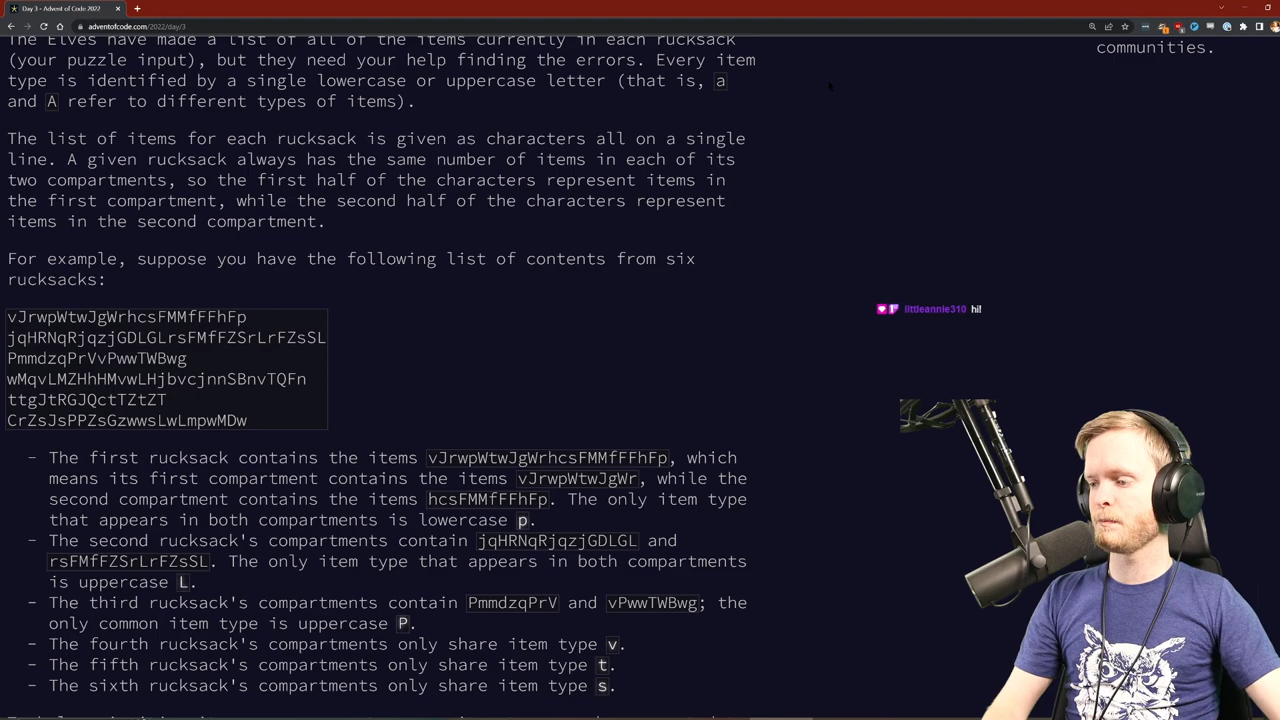 Day 3 - Advent of Code 2022
adventofcode.com/2022/day/3
The Elves have made a list of all of the items currently in each rucksack
(your puzzle input), but they need your help finding the errors. Every item
type is identified by a single lowercase or uppercase letter (that is, a
and A refer to different types of items).
communities.
The list of items for each rucksack is given as characters all on a single
line. A given rucksack always has the same number of items in each of its
two compartments, so the first half of the characters represent items in
the first compartment, while the second half of the characters represent
items in the second compartment.
For example, suppose you have the following list of contents from six
rucksacks:
vJrwpWtwJgWrhcsFMMfFFhFp
jqHRNqRjqzjGDLGLrsFMfFZSrLrFZsSL
PmmdzqPrVvPwwTWBwg
wMqvLMZHhHMvwLHjbvcjnnSBnvTQFn
ttgJtRGJQctTZtZT
CrZsJsPPZsGzwwsLwLmpwMDw
littleannie310 hi!
- The first rucksack contains the items vJrwpWtwJgWrhcsFMMfFFhFp, which
means its first compartment contains the items vJrwpWtwJgWr, while the
second compartment contains the items hcsFMMfFFhFp. The only item type
that appears in both compartments is lowercase p.
- The second rucksack's compartments contain jqHRNqRjqzjGDLGL and
rsFMfFZSrLrFZsSL. The only item type that appears in both compartments
is uppercase L.
- The third rucksack's compartments contain PmmdzqPrV and vPwwTWBwg; the
only common item type is uppercase P.
- The fourth rucksack's compartments only share item type v.
- The fifth rucksack's compartments only share item type t.
- The sixth rucksack's compartments only share item type s.